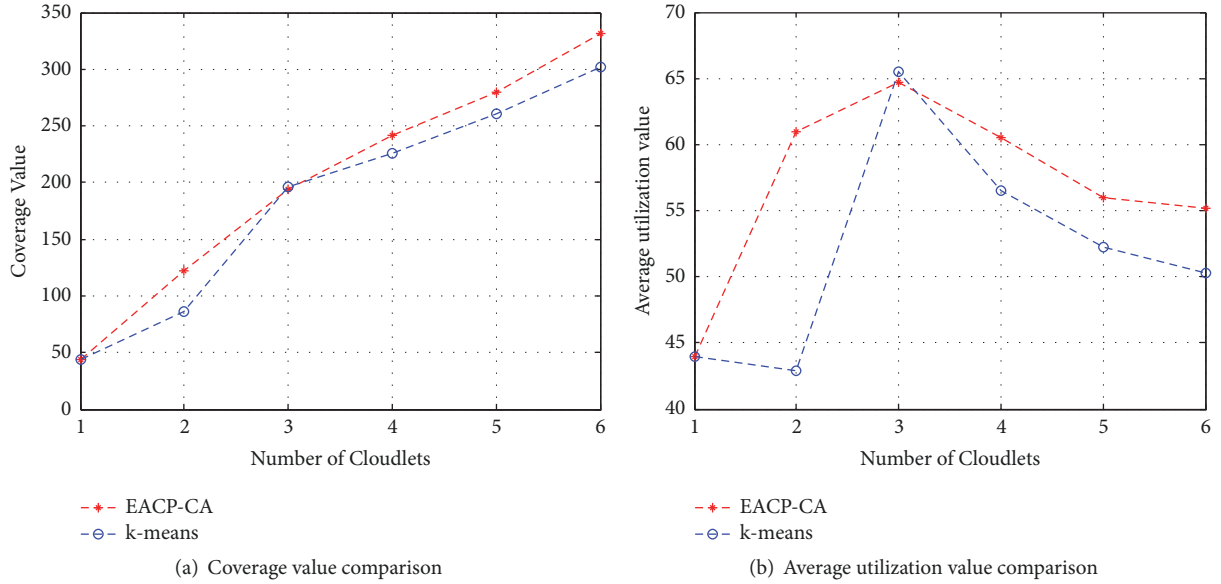 350
300
250
200
150
100
50
0
Coverage Value
1 2 3 4 5 6
Number of Cloudlets
EACP-CA
k-means
(a) Coverage value comparison
70
65
60
55
50
45
40
Average utilization value
1 2 3 4 5 6
Number of Cloudlets
EACP-CA
k-means
(b) Average utilization value comparison